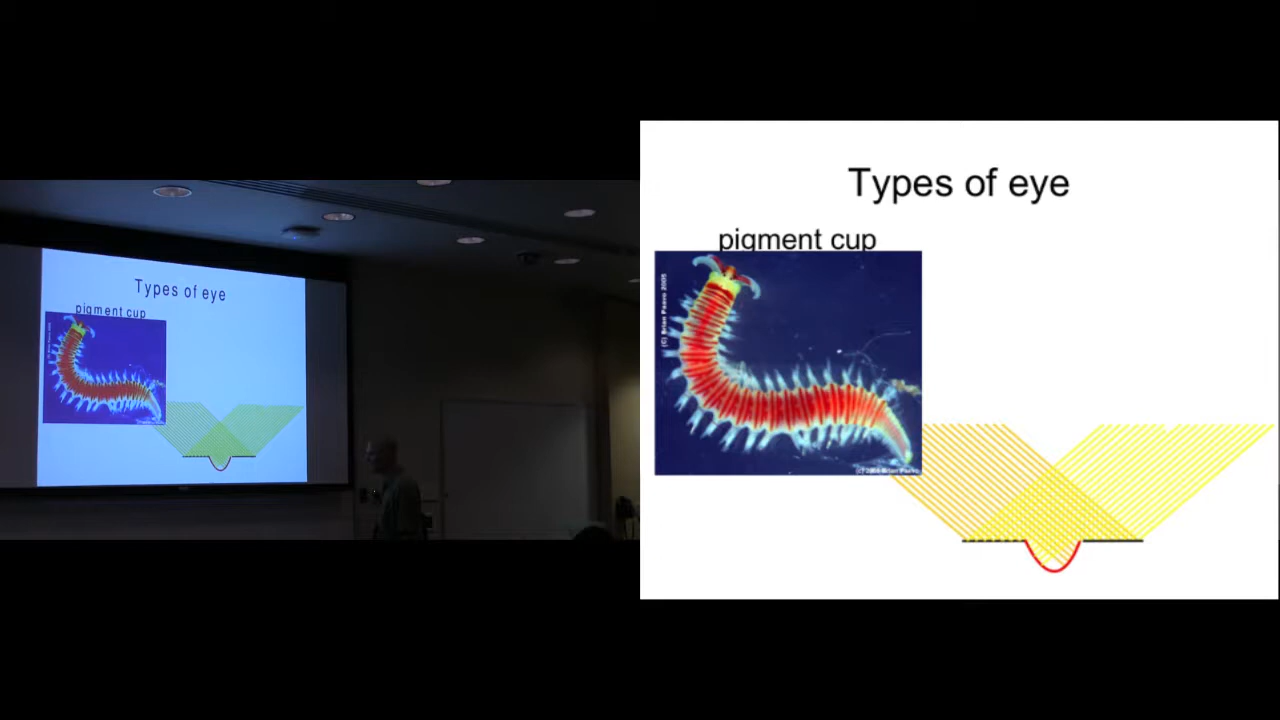 Types of eye
pigment cup
(C) Brian Paavo 2005
Types of eye
pigment cup